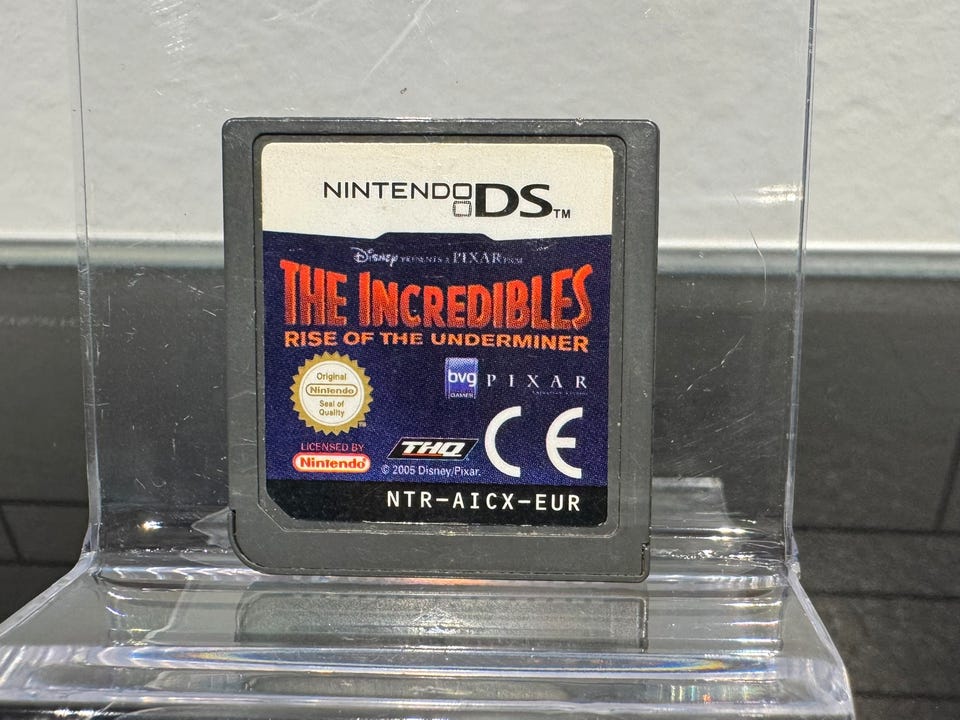 NINTENDO DS™
Disney PRESENTS A PIXAR FILM
THE INCREDIBLES
RISE OF THE UNDERMINER
bvg
GAMES
PIXAR
Original
Nintendo
Seal of
Quality
LICENSED BY
Nintendo
THQ
CE
© 2005 Disney/Pixar.
NTR-AICX-EUR